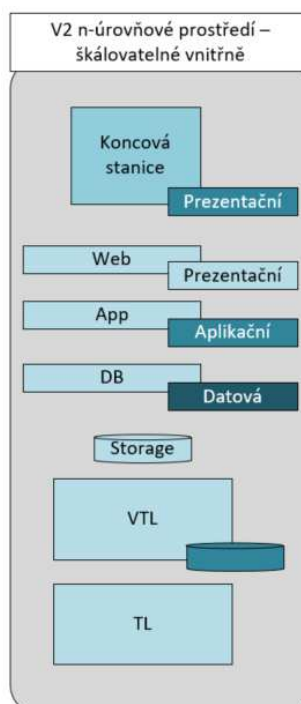 V2 n-úrovňové prostředí –
škálovatelné vnitřně
Koncová
stanice
Prezentační
Web
Prezentační
App
Aplikační
DB
Datová
Storage
VTL
TL